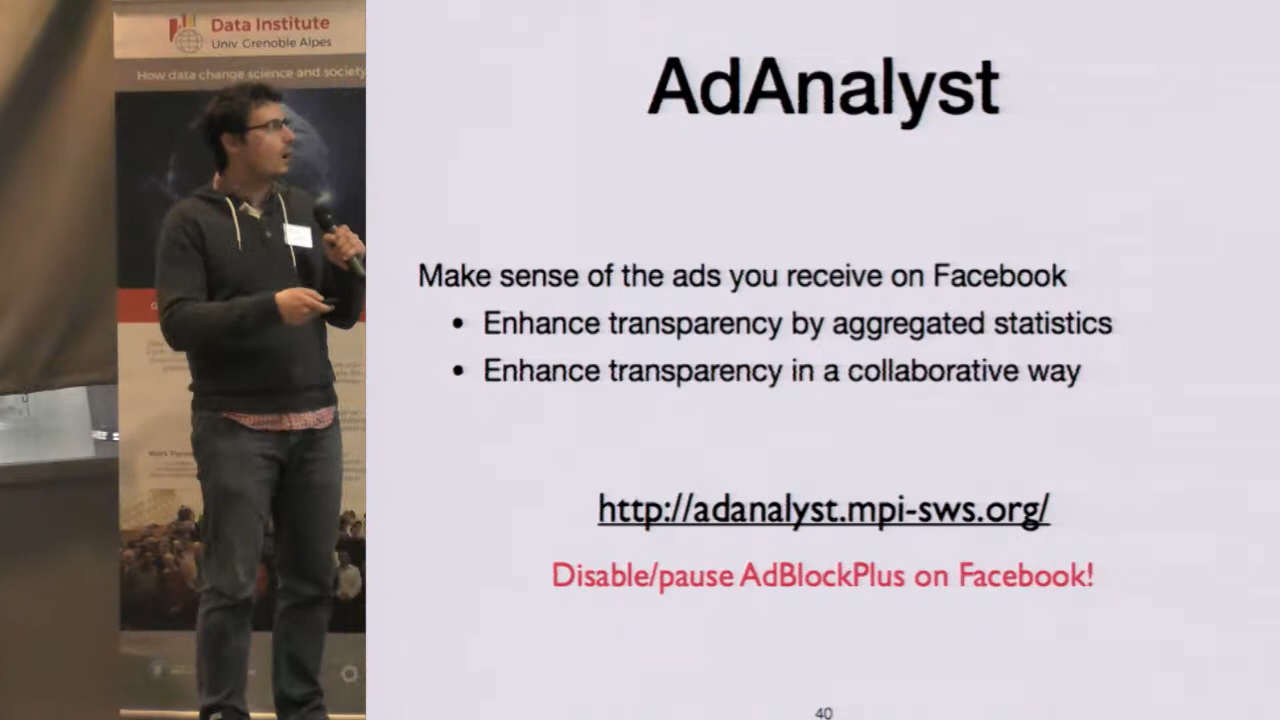 Data Institute
Univ. Grenoble Alpes
How data change science and society
AdAnalyst
Make sense of the ads you receive on Facebook
• Enhance transparency by aggregated statistics
• Enhance transparency in a collaborative way
http://adanalyst.mpi-sws.org/
Disable/pause AdBlockPlus on Facebook!
40